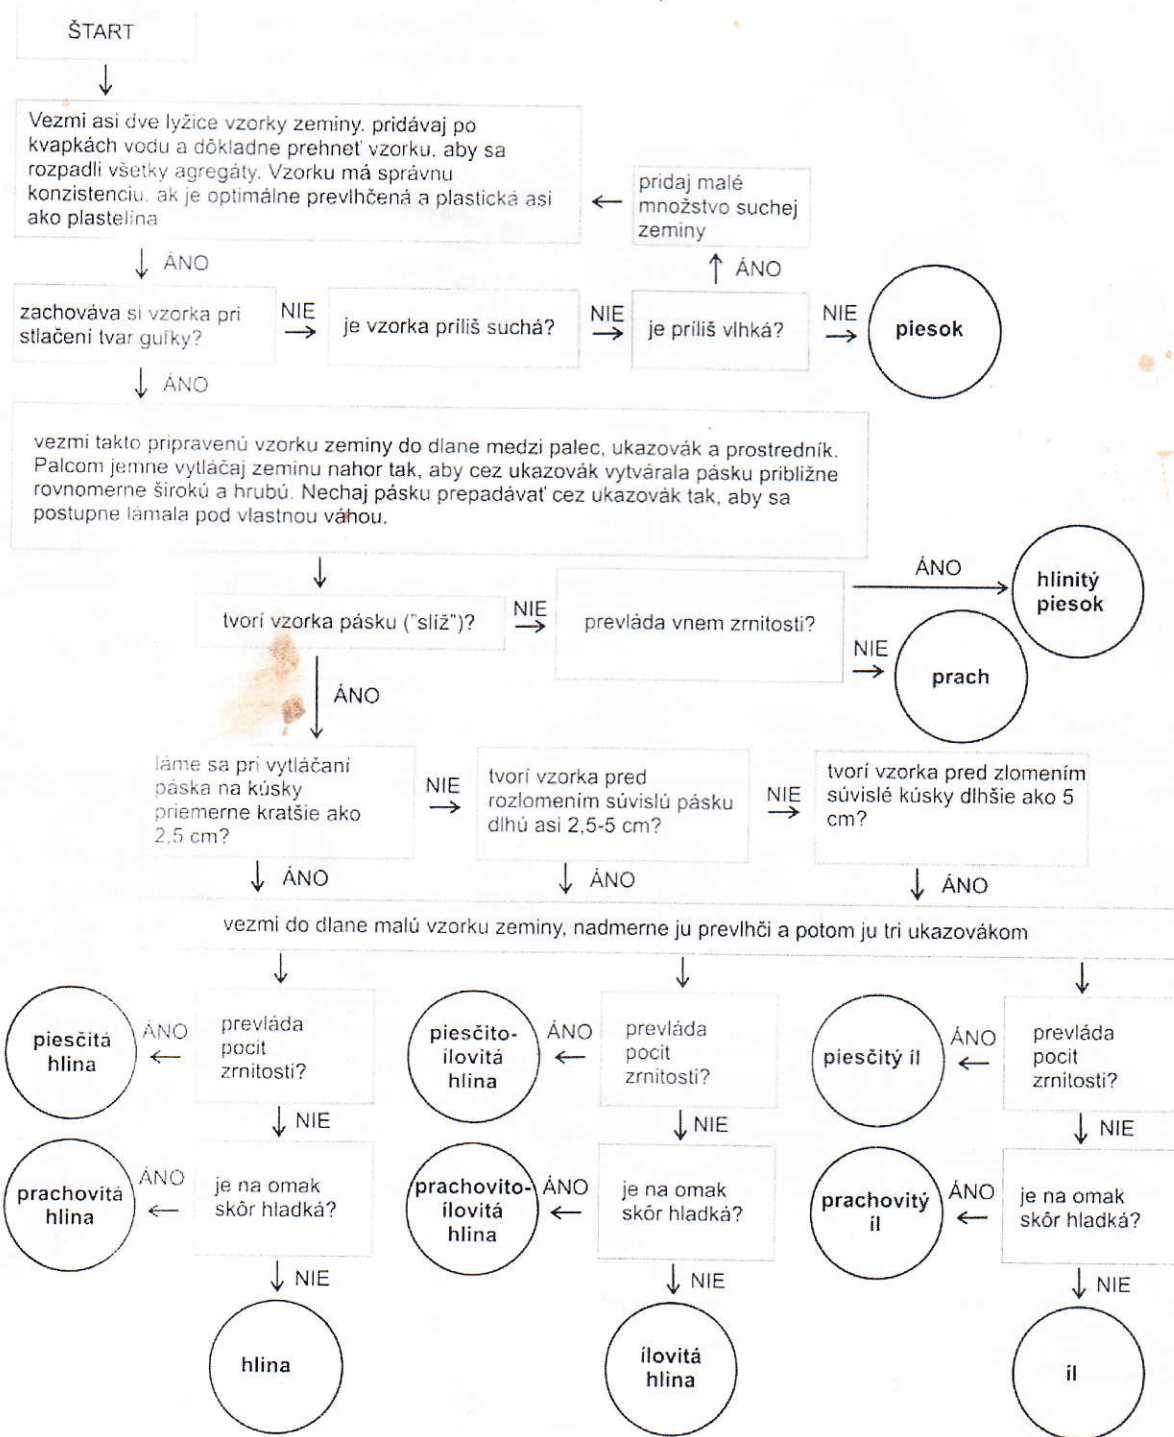 ŠTART
Vezmi asi dve lyžice vzorky zeminy, pridávaj po
kvapkách vodu a dôkladne prehneť vzorku, aby sa
rozpadli všetky agregáty. Vzorku má správnu
konzistenciu, ak je optimálne prevlhčená a plastická asi
ako plastelína
pridaj malé
množstvo suchej
zeminy
ÁNO
ÁNO
zachováva si vzorka pri
stlačení tvar guľky?
NIE
je vzorka príliš suchá?
NIE
je príliš vlhká?
NIE
piesok
ÁNO
vezmi takto pripravenú vzorku zeminy do dlane medzi palec, ukazovák a prostredník.
Palcom jemne vytláčaj zeminu nahor tak, aby cez ukazovák vytvárala pásku približne
rovnomerne širokú a hrubú. Nechaj pásku prepadávať cez ukazovák tak, aby sa
postupne lámala pod vlastnou váhou.
tvorí vzorka pásku ("slíž")?
NIE
prevláda vnem zrnitosti?
ÁNO
hlinitý
piesok
NIE
prach
ÁNO
láme sa pri vytláčaní
páska na kúsky
priemerne kratšie ako
2,5 cm?
NIE
tvorí vzorka pred
rozlomením súvislú pásku
dlhú asi 2,5-5 cm?
NIE
tvorí vzorka pred zlomením
súvislé kúsky dlhšie ako 5
cm?
ÁNO
ÁNO
ÁNO
vezmi do dlane malú vzorku zeminy, nadmerne ju prevlhči a potom ju tri ukazovákom
piesčitá
hlina
ÁNO
prevláda
pocit
zrnitosti?
piesčito-
ílovitá
hlina
ÁNO
prevláda
pocit
zrnitosti?
piesčitý íl
ÁNO
prevláda
pocit
zrnitosti?
NIE
NIE
NIE
prachovitá
hlina
ÁNO
je na omak
skôr hladká?
prachovito-
ílovitá
hlina
ÁNO
je na omak
skôr hladká?
prachovitý
íl
ÁNO
je na omak
skôr hladká?
NIE
NIE
NIE
hlina
ílovitá
hlina
íl